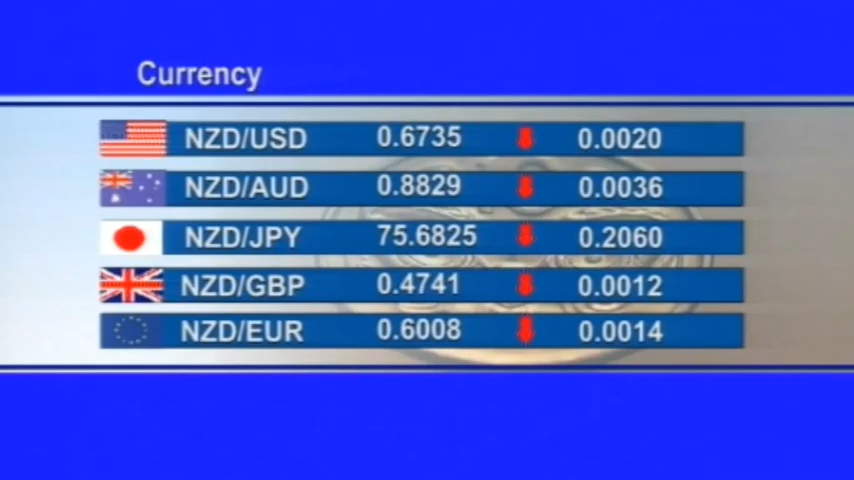 Currency
NZD/USD 0.6735 0.0020
NZD/AUD 0.8829 0.0036
NZD/JPY 75.6825 0.2060
NZD/GBP 0.4741 0.0012
NZD/EUR 0.6008 0.0014